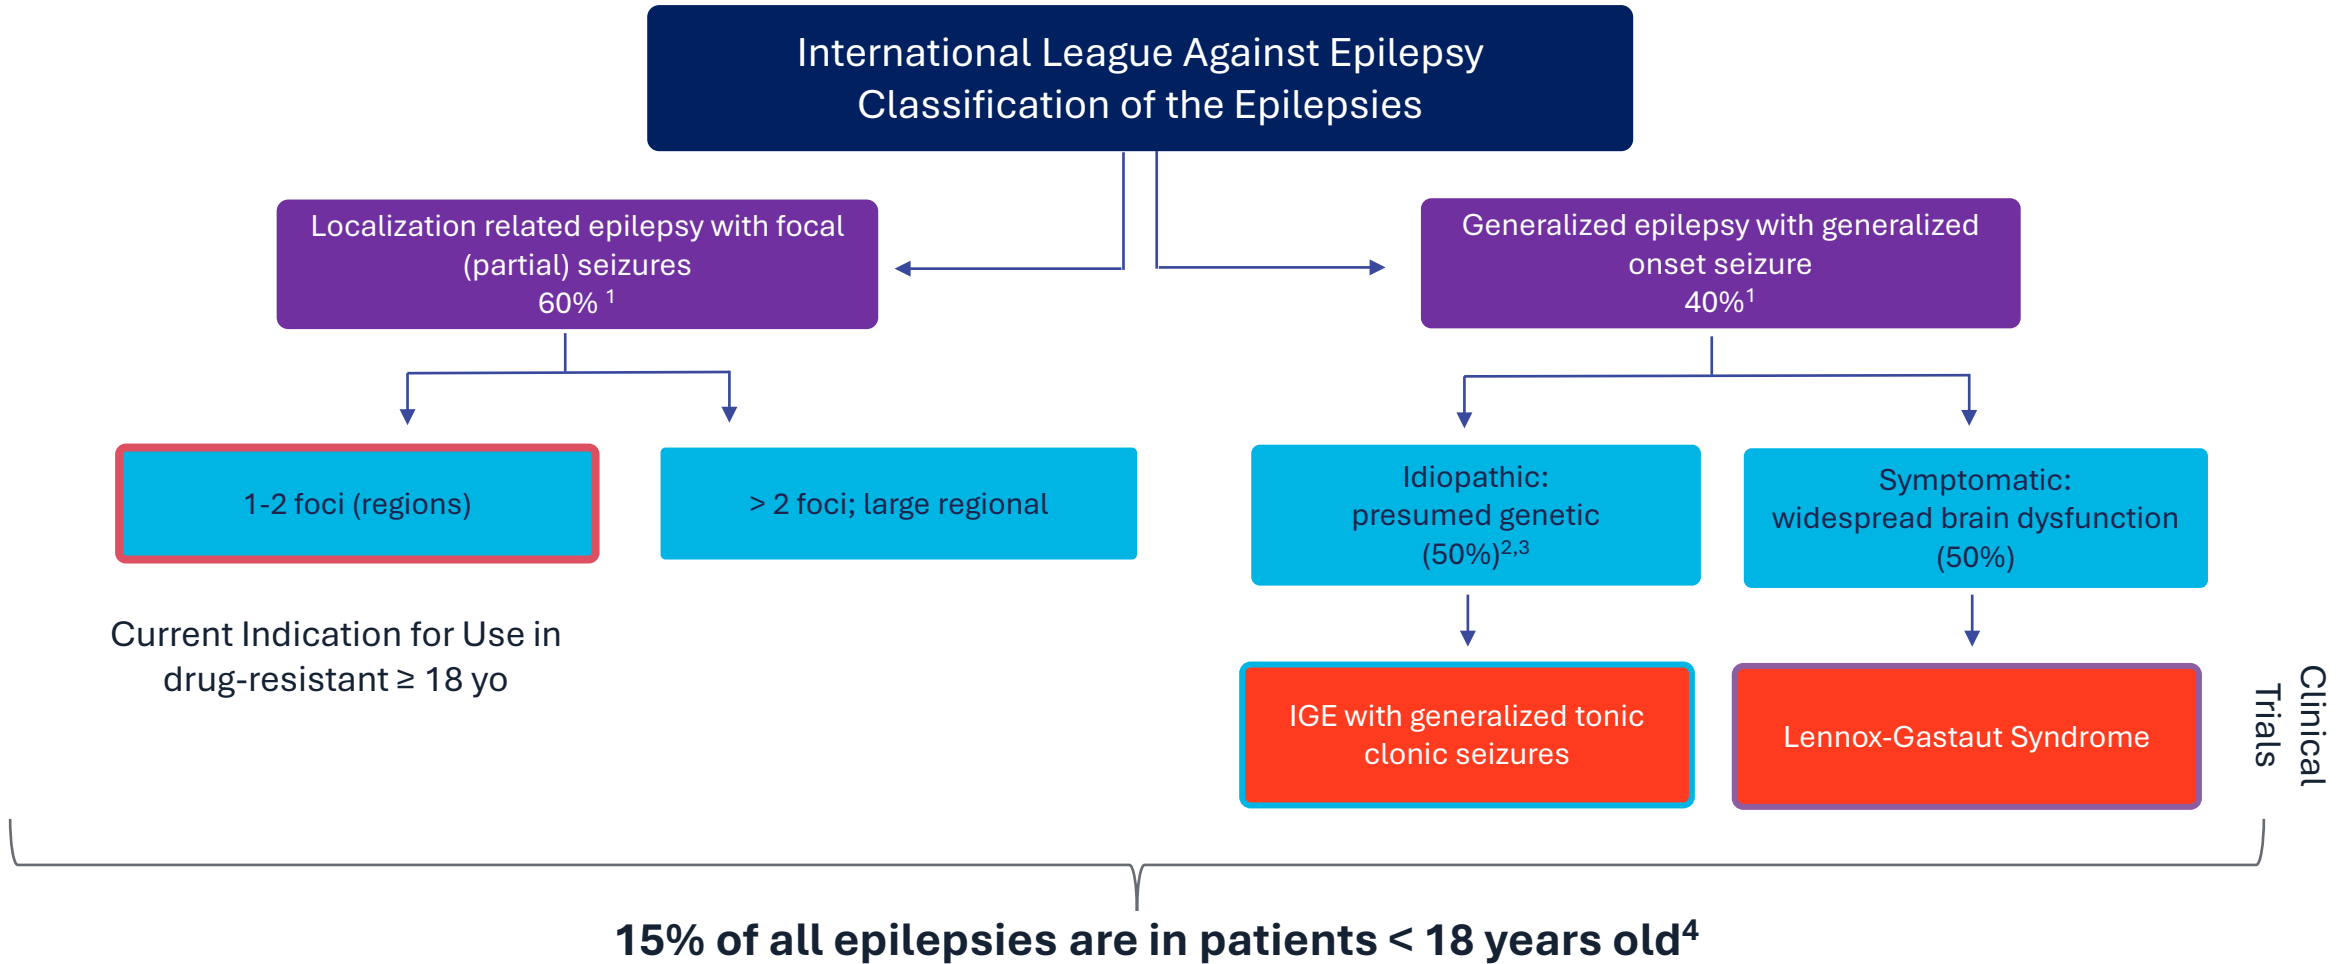 International League Against Epilepsy
Classification of the Epilepsies
Localization related epilepsy with focal
(partial) seizures
60% 1
Generalized epilepsy with generalized
onset seizure
40%1
1-2 foci (regions)
> 2 foci; large regional
Idiopathic:
presumed genetic
(50%)2,3
Symptomatic:
widespread brain dysfunction
(50%)
Current Indication for Use in
drug-resistant ≥ 18 yo
IGE with generalized tonic
clonic seizures
Lennox-Gastaut Syndrome
Clinical
Trials
15% of all epilepsies are in patients < 18 years old4